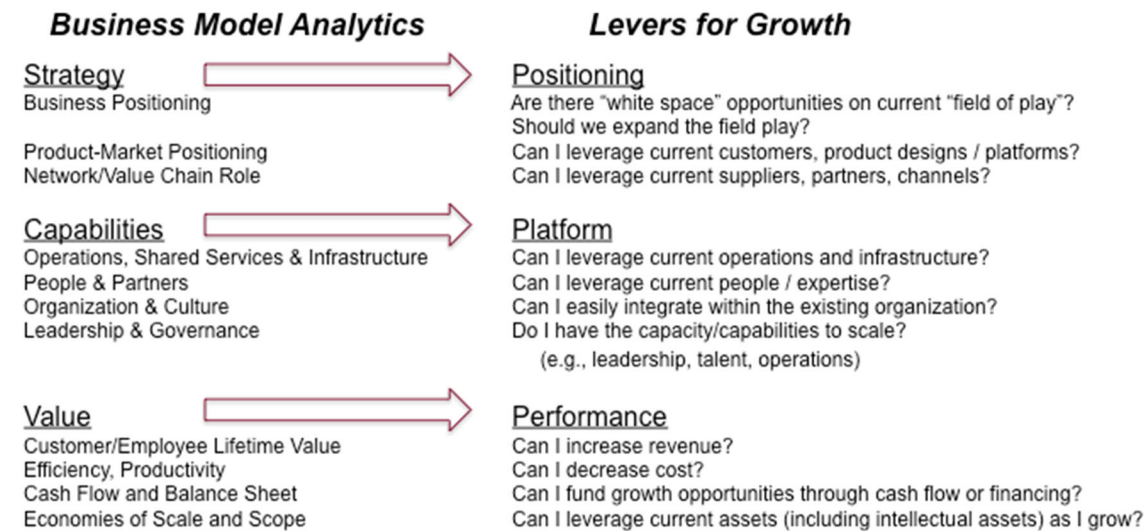 Business Model Analytics
Levers for Growth
Strategy
Positioning
Business Positioning
Are there “white space” opportunities on current “field of play”?
Should we expand the field play?
Product-Market Positioning
Can I leverage current customers, product designs / platforms?
Network/Value Chain Role
Can I leverage current suppliers, partners, channels?
Capabilities
Platform
Operations, Shared Services & Infrastructure
Can I leverage current operations and infrastructure?
People & Partners
Can I leverage current people / expertise?
Organization & Culture
Can I easily integrate within the existing organization?
Leadership & Governance
Do I have the capacity/capabilities to scale?
(e.g., leadership, talent, operations)
Value
Performance
Customer/Employee Lifetime Value
Can I increase revenue?
Efficiency, Productivity
Can I decrease cost?
Cash Flow and Balance Sheet
Can I fund growth opportunities through cash flow or financing?
Economies of Scale and Scope
Can I leverage current assets (including intellectual assets) as I grow?